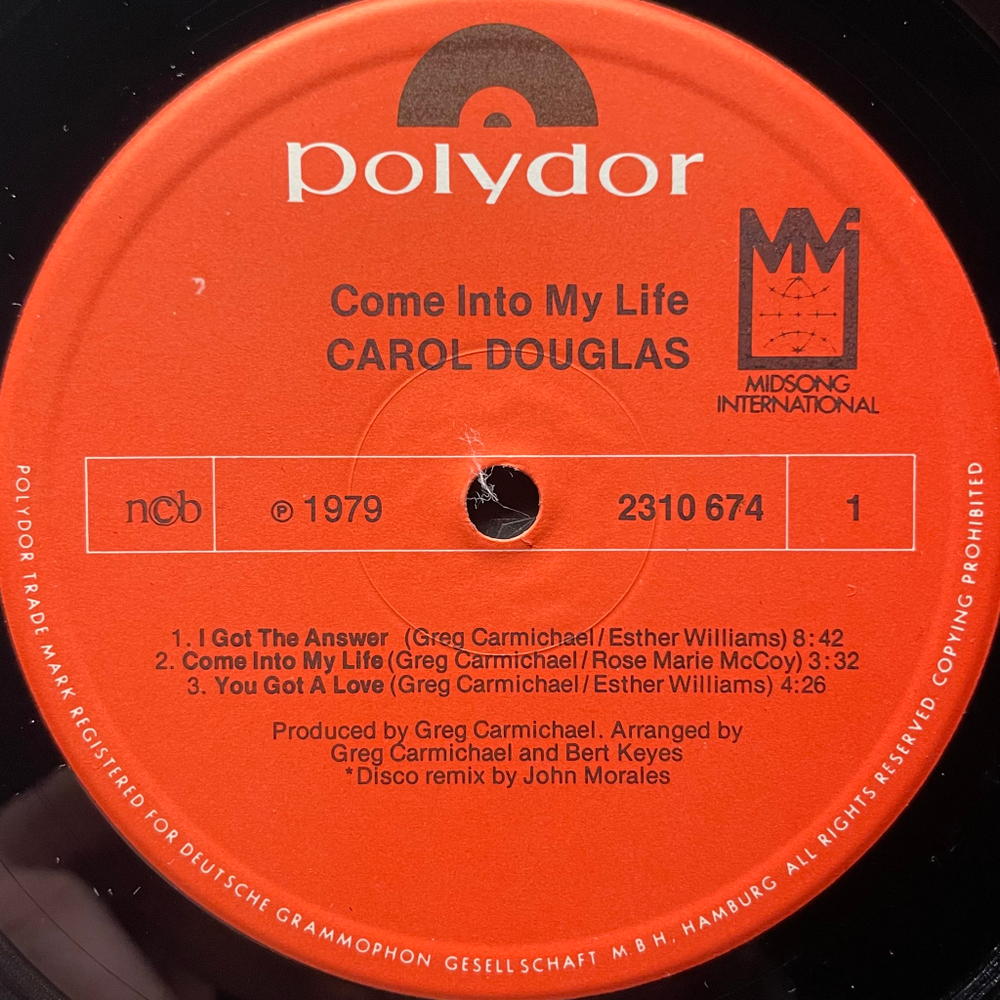 polydor
Come Into My Life
CAROL DOUGLAS
MIDSONG
INTERNATIONAL
ncb
℗ 1979
2310 674
1
1. I Got The Answer (Greg Carmichael/Esther Williams) 8:42
2. Come Into My Life (Greg Carmichael/Rose Marie McCoy) 3:32
3. You Got A Love (Greg Carmichael/Esther Williams) 4:26
Produced by Greg Carmichael. Arranged by
Greg Carmichael and Bert Keyes
*Disco remix by John Morales
POLYDOR TRADE MARK REGISTERED FOR DEUTSCHE GRAMMOPHON GESELLSCHAFT M B H, HAMBURG ALL RIGHTS RESERVED. COPYING PROHIBITED